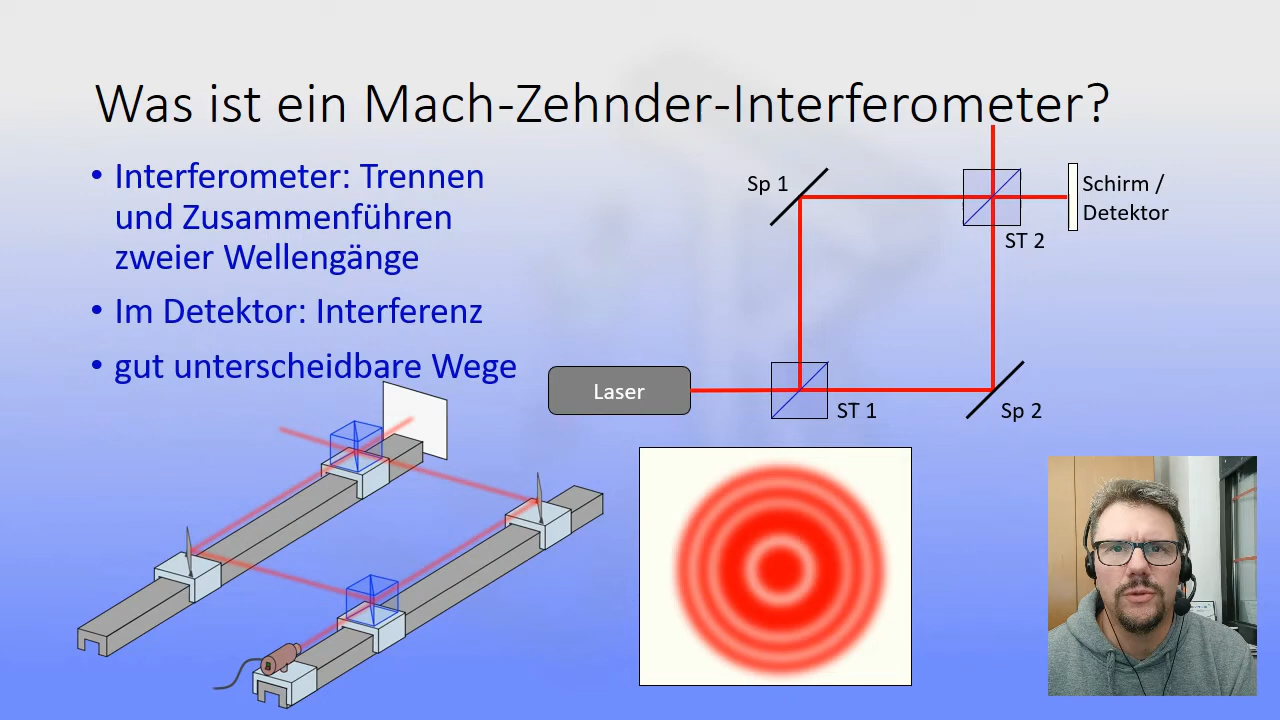 Was ist ein Mach-Zehnder-Interferometer?
• Interferometer: Trennen
und Zusammenführen
zweier Wellengänge
• Im Detektor: Interferenz
• gut unterscheidbare Wege
Sp 1
Schirm /
Detektor
ST 2
Laser
ST 1
Sp 2